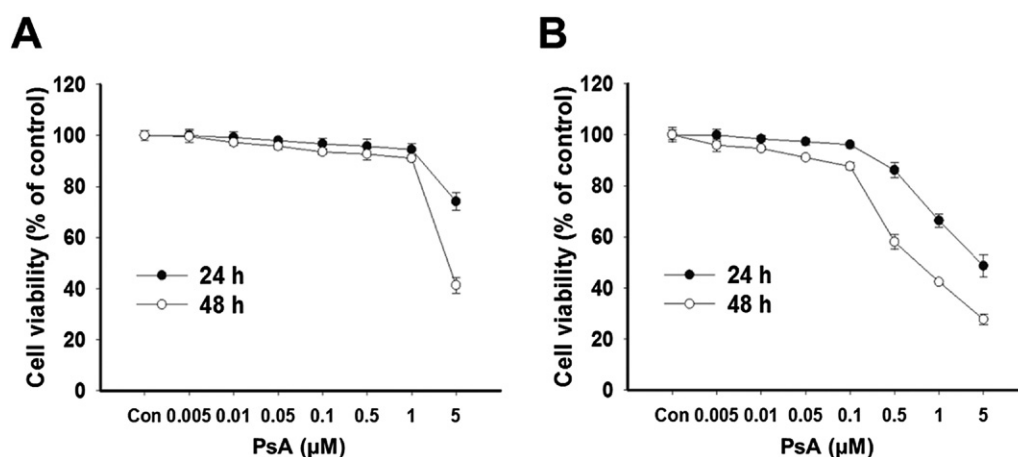 A
Cell viability (% of control)
120
100
80
60
40
20
0
24 h
48 h
Con 0.005 0.01 0.05 0.1 0.5 1 5
PsA (µM)
B
Cell viability (% of control)
120
100
80
60
40
20
0
24 h
48 h
Con 0.005 0.01 0.05 0.1 0.5 1 5
PsA (µM)